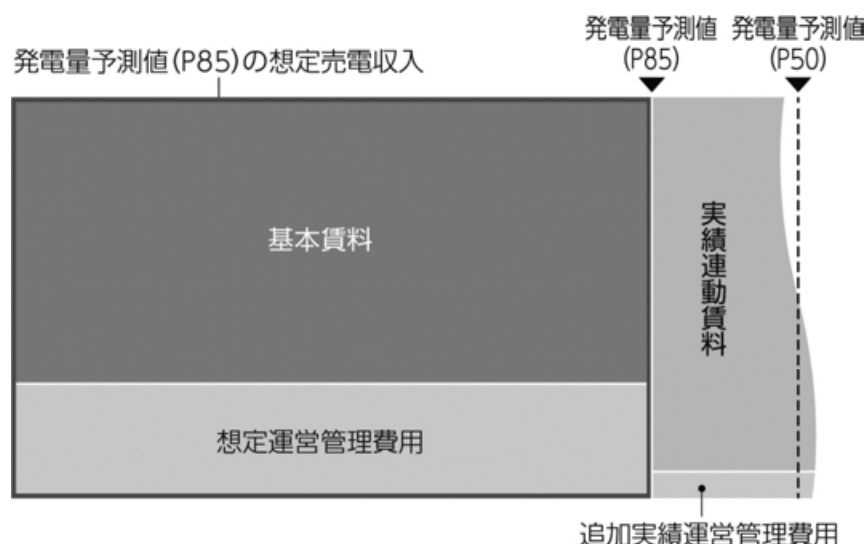 発電量予測値(P85)の想定売電収入
発電量予測値
(P85)
発電量予測値
(P50)
基本賃料
実績連動賃料
想定運営管理費用
追加実績運営管理費用